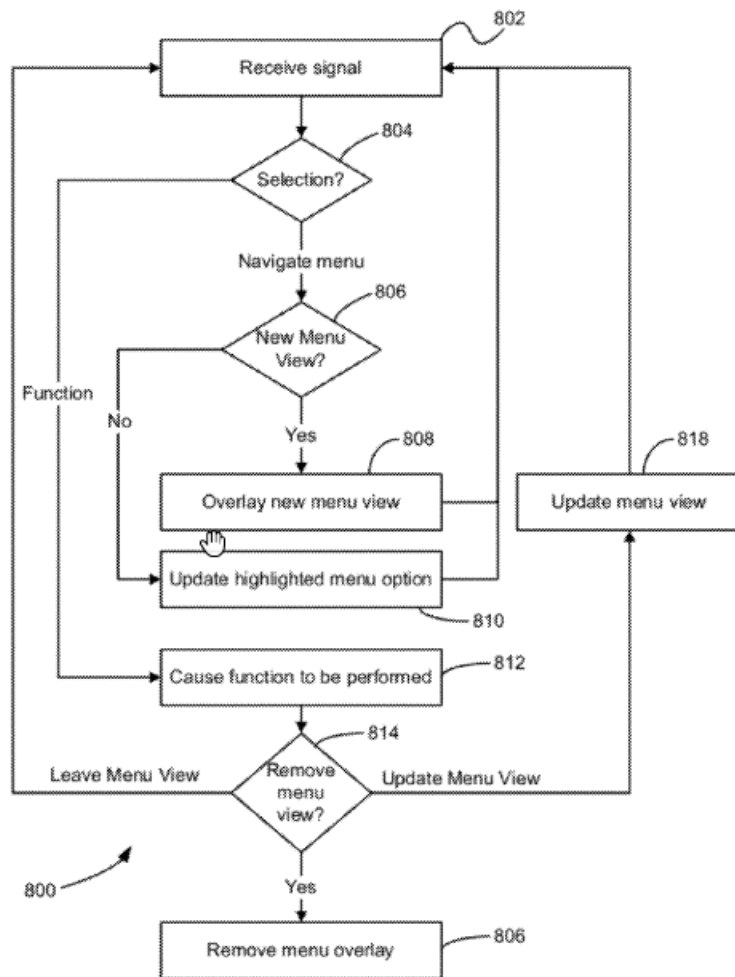 802
Receive signal
804
Selection?
Navigate menu
806
New Menu
View?
Function
No
Yes
808
818
Overlay new menu view
Update menu view
Update highlighted menu option
810
812
Cause function to be performed
814
Leave Menu View
Remove
menu
view?
Update Menu View
800
Yes
806
Remove menu overlay